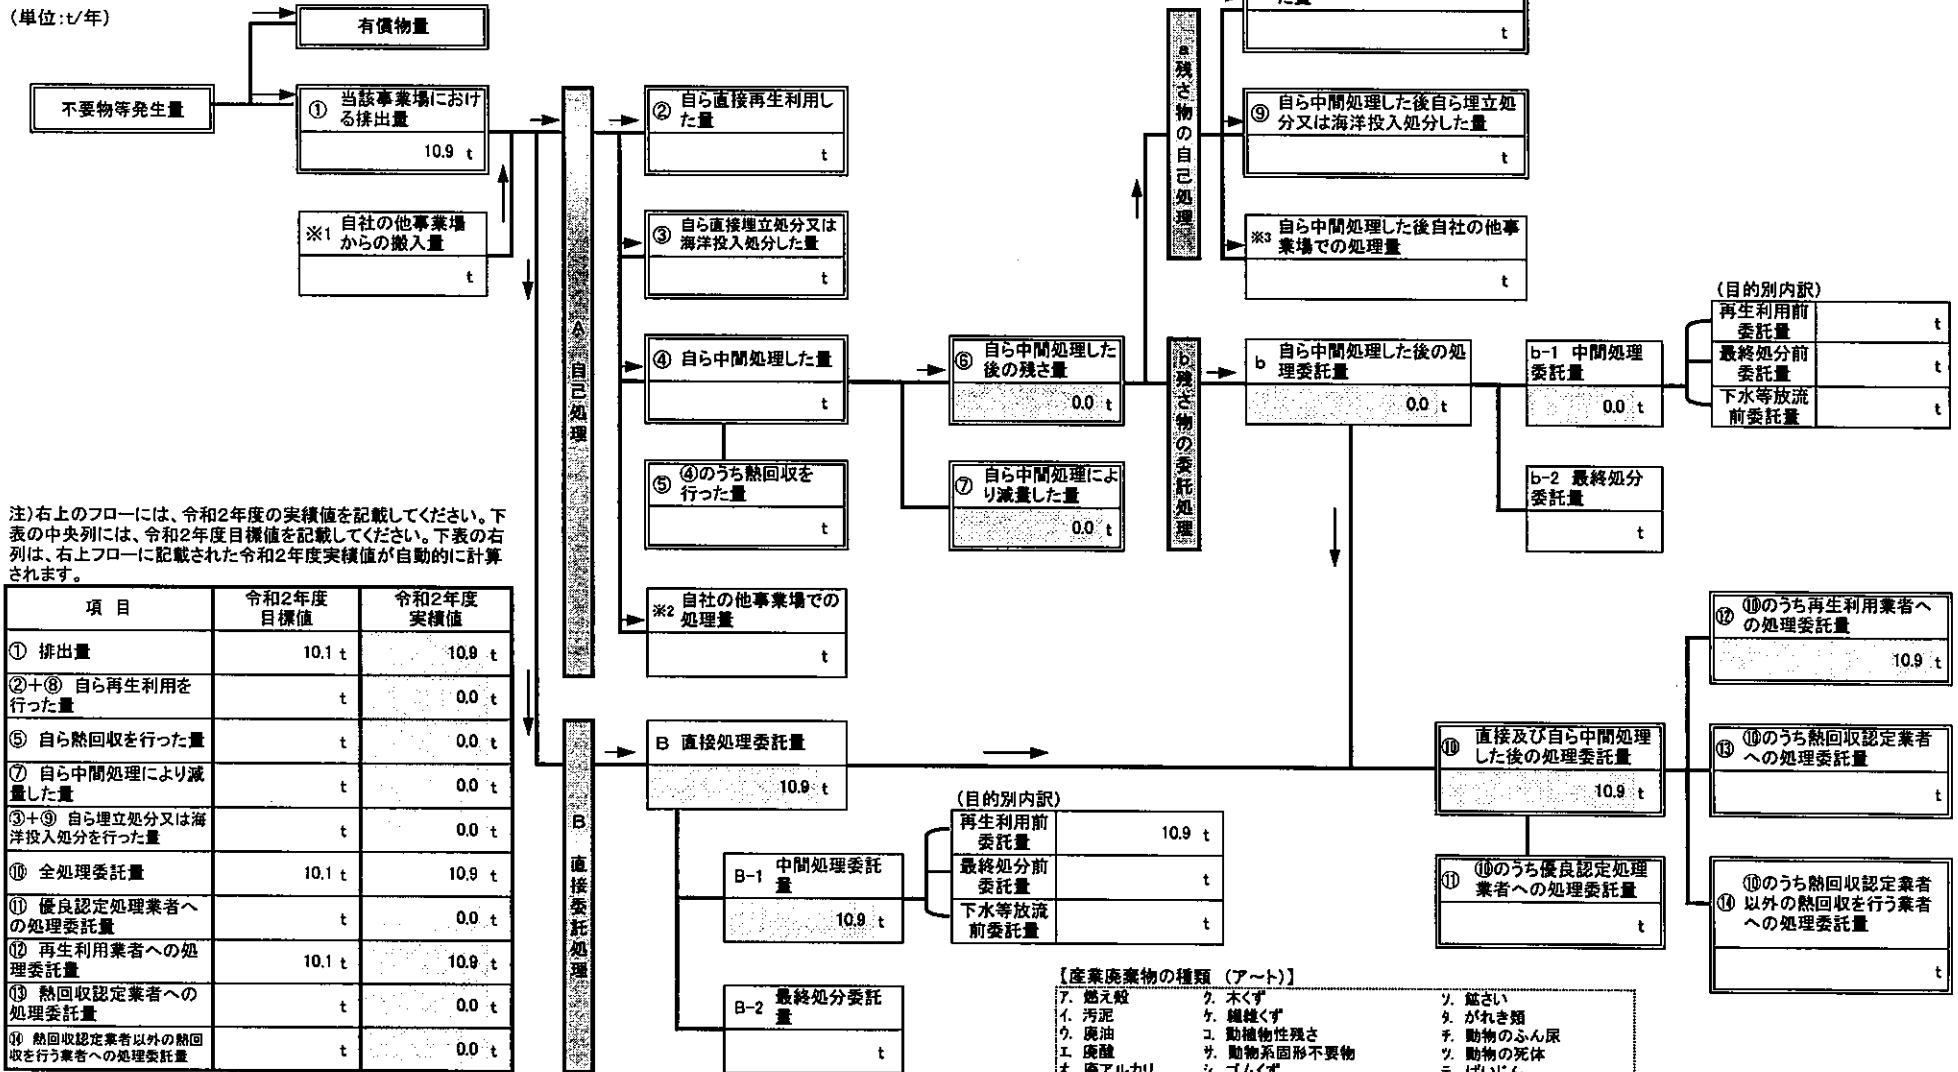 (単位:t/年)
有償物量
不要物等発生量
① 当該事業場におけ
る排出量
10.9 t
※1 自社の他事業場
からの搬入量
t
A 自己処理
② 自ら直接再生利用し
た量
t
③ 自ら直接埋立処分又は
海洋投入処分した量
t
④ 自ら中間処理した量
t
⑤ ④のうち熱回収を
行った量
t
※2 自社の他事業場での
処理量
t
⑥ 自ら中間処理した
後の残さ量
0.0 t
⑦ 自ら中間処理によ
り減量した量
0.0 t
a 残さ物の自己処理
た量
t
⑨ 自ら中間処理した後自ら埋立処
分又は海洋投入処分した量
t
※3 自ら中間処理した後自社の他事
業場での処理量
t
b 残さ物の委託処理
b 自ら中間処理した後の処
理委託量
0.0 t
b-1 中間処理
委託量
0.0 t
(目的別内訳)
再生利用前
委託量 t
最終処分前
委託量 t
下水等放流
前委託量 t
b-2 最終処分
委託量
t
注)右上のフローには、令和2年度の実績値を記載してください。下
表の中央列には、令和2年度目標値を記載してください。下表の右
列は、右上フローに記載された令和2年度実績値が自動的に計算
されます。
項 目 令和2年度 目標値 令和2年度 実績値
① 排出量 10.1 t 10.9 t
②+⑧ 自ら再生利用を
行った量 t 0.0 t
⑤ 自ら熱回収を行った量 t 0.0 t
⑦ 自ら中間処理により減
量した量 t 0.0 t
③+⑨ 自ら埋立処分又は海
洋投入処分を行った量 t 0.0 t
⑩ 全処理委託量 10.1 t 10.9 t
⑪ 優良認定処理業者へ
の処理委託量 t 0.0 t
⑫ 再生利用業者への処
理委託量 10.1 t 10.9 t
⑬ 熱回収認定業者への
処理委託量 t 0.0 t
⑭ 熱回収認定業者以外の熱回
収を行う業者への処理委託量 t 0.0 t
B 直接委託処理
B 直接処理委託量
10.9 t
B-1 中間処理委託
量
10.9 t
(目的別内訳)
再生利用前
委託量 10.9 t
最終処分前
委託量 t
下水等放流
前委託量 t
B-2 最終処分委託
量
t
⑩ 直接及び自ら中間処理
した後の処理委託量
10.9 t
⑪ ⑩のうち優良認定処理
業者への処理委託量
t
⑫ ⑩のうち再生利用業者へ
の処理委託量
10.9 t
⑬ ⑩のうち熱回収認定業者
への処理委託量
t
⑭ ⑩のうち熱回収認定業者
以外の熱回収を行う業者
への処理委託量
t
【産業廃棄物の種類 (ア～ト)】
ア. 燃え殻 ク. 木くず ソ. 鉱さい
イ. 汚泥 ケ. 繊維くず タ. がれき類
ウ. 廃油 コ. 動植物性残さ チ. 動物のふん尿
エ. 廃酸 サ. 動物系固形不要物 ツ. 動物の死体
オ. 廃アルカリ シ. ゴムくず テ. ばいじん